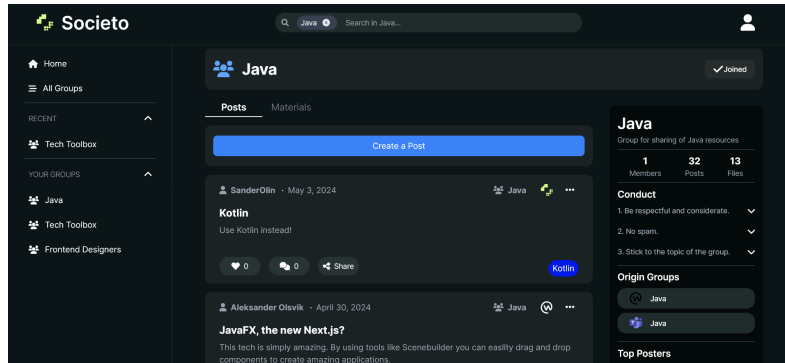 Societo
Java
Search in Java...
Home
All Groups
RECENT
Tech Toolbox
YOUR GROUPS
Java
Tech Toolbox
Frontend Designers
Java
Joined
Posts Materials
Create a Post
SanderOlin · May 3, 2024 Java
Kotlin
Use Kotlin instead!
0 0 Share
Kotlin
Aleksander Olsvik · April 30, 2024 Java
JavaFX, the new Next.js?
This tech is simply amazing. By using tools like Scenebuilder you can easlity drag and drop
components to create amazing applications.
Java
Group for sharing of Java resources
1 32 13
Members Posts Files
Conduct
1. Be respectful and considerate.
2. No spam.
3. Stick to the topic of the group.
Origin Groups
Java
Java
Top Posters